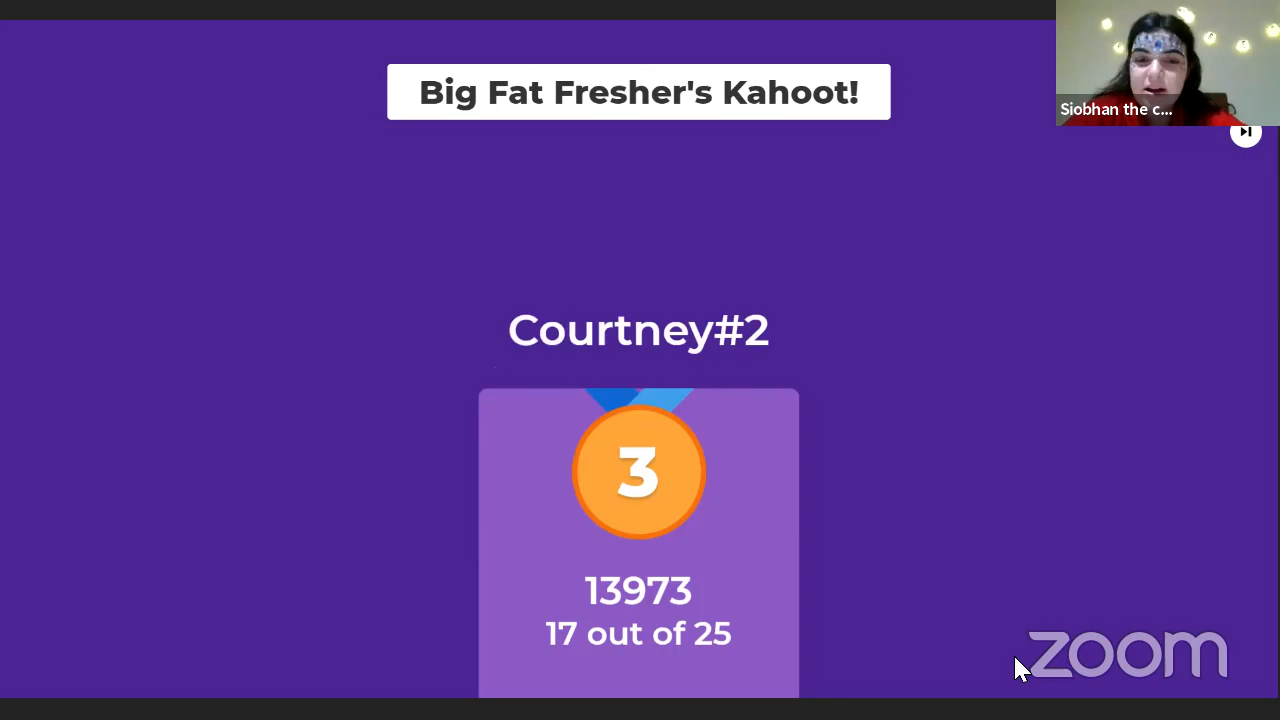 Big Fat Fresher's Kahoot!
Siobhan the c...
Courtney#2
3
13973
17 out of 25
zoom